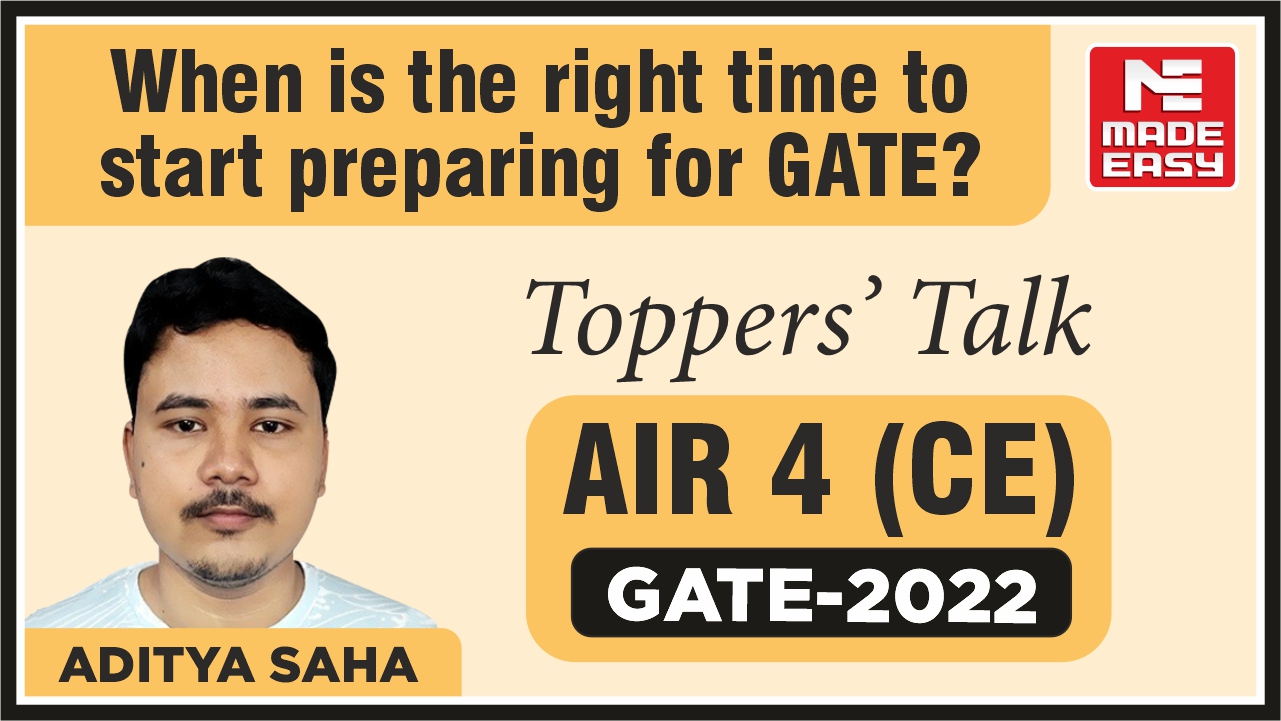 When is the right time to
start preparing for GATE?
ME
MADE
EASY
Toppers’ Talk
AIR 4 (CE)
GATE-2022
ADITYA SAHA